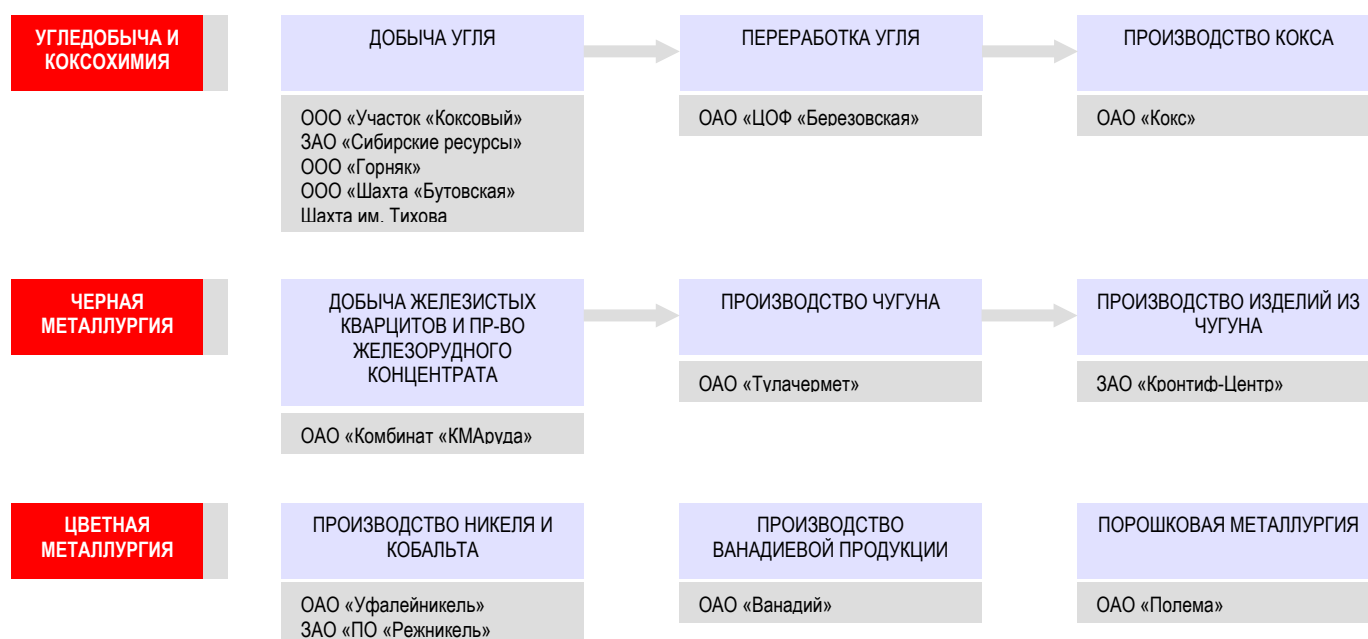 УГЛЕДОБЫЧА И
КОКСОХИМИЯ
ДОБЫЧА УГЛЯ
ООО «Участок «Коксовый»
ЗАО «Сибирские ресурсы»
ООО «Горняк»
ООО «Шахта «Бутовская»
Шахта им. Тихова
ПЕРЕРАБОТКА УГЛЯ
ОАО «ЦОФ «Березовская»
ПРОИЗВОДСТВО КОКСА
ОАО «Кокс»
ЧЕРНАЯ
МЕТАЛЛУРГИЯ
ДОБЫЧА ЖЕЛЕЗИСТЫХ
КВАРЦИТОВ И ПР-ВО
ЖЕЛЕЗОРУДНОГО
КОНЦЕНТРАТА
ОАО «Комбинат «КМАруда»
ПРОИЗВОДСТВО ЧУГУНА
ОАО «Тулачермет»
ПРОИЗВОДСТВО ИЗДЕЛИЙ ИЗ
ЧУГУНА
ЗАО «Кронтиф-Центр»
ЦВЕТНАЯ
МЕТАЛЛУРГИЯ
ПРОИЗВОДСТВО НИКЕЛЯ И
КОБАЛЬТА
ОАО «Уфалейникель»
ЗАО «ПО «Режникель»
ПРОИЗВОДСТВО
ВАНАДИЕВОЙ ПРОДУКЦИИ
ОАО «Ванадий»
ПОРОШКОВАЯ МЕТАЛЛУРГИЯ
ОАО «Полема»